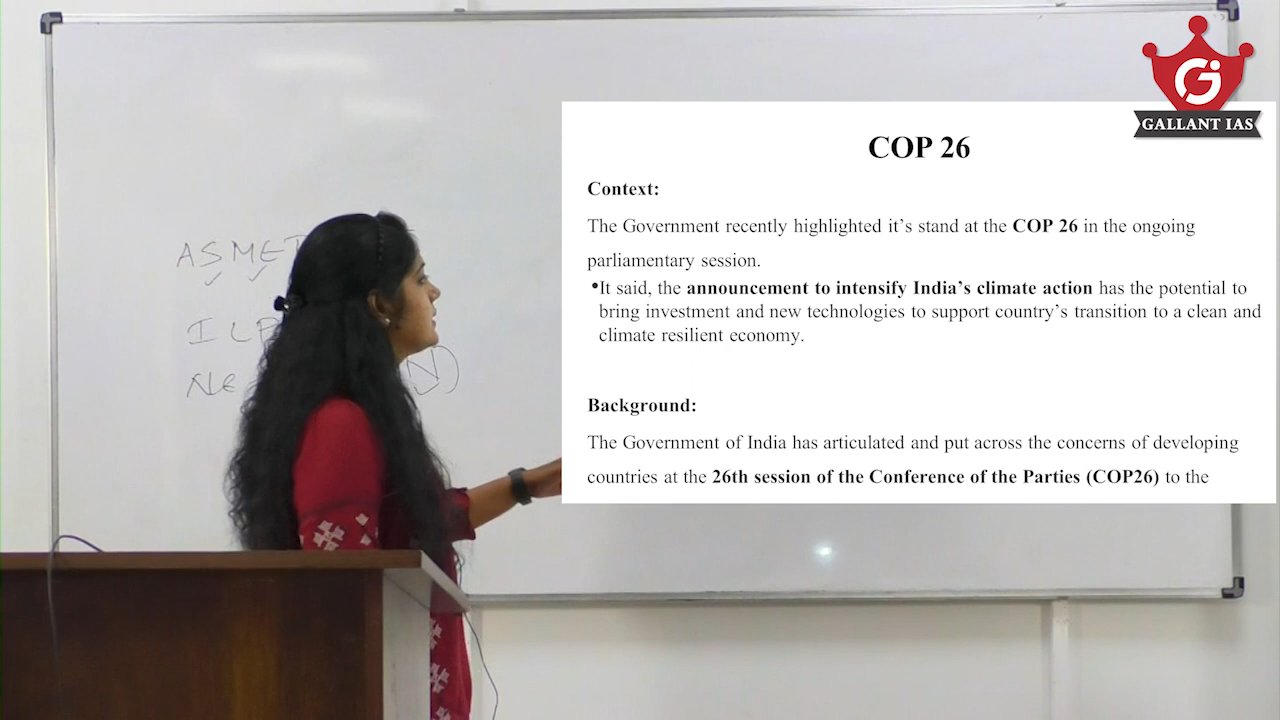 GALLANT IAS
COP 26
Context:
The Government recently highlighted it’s stand at the COP 26 in the ongoing
parliamentary session.
•It said, the announcement to intensify India’s climate action has the potential to
bring investment and new technologies to support country’s transition to a clean and
climate resilient economy.
Background:
The Government of India has articulated and put across the concerns of developing
countries at the 26th session of the Conference of the Parties (COP26) to the